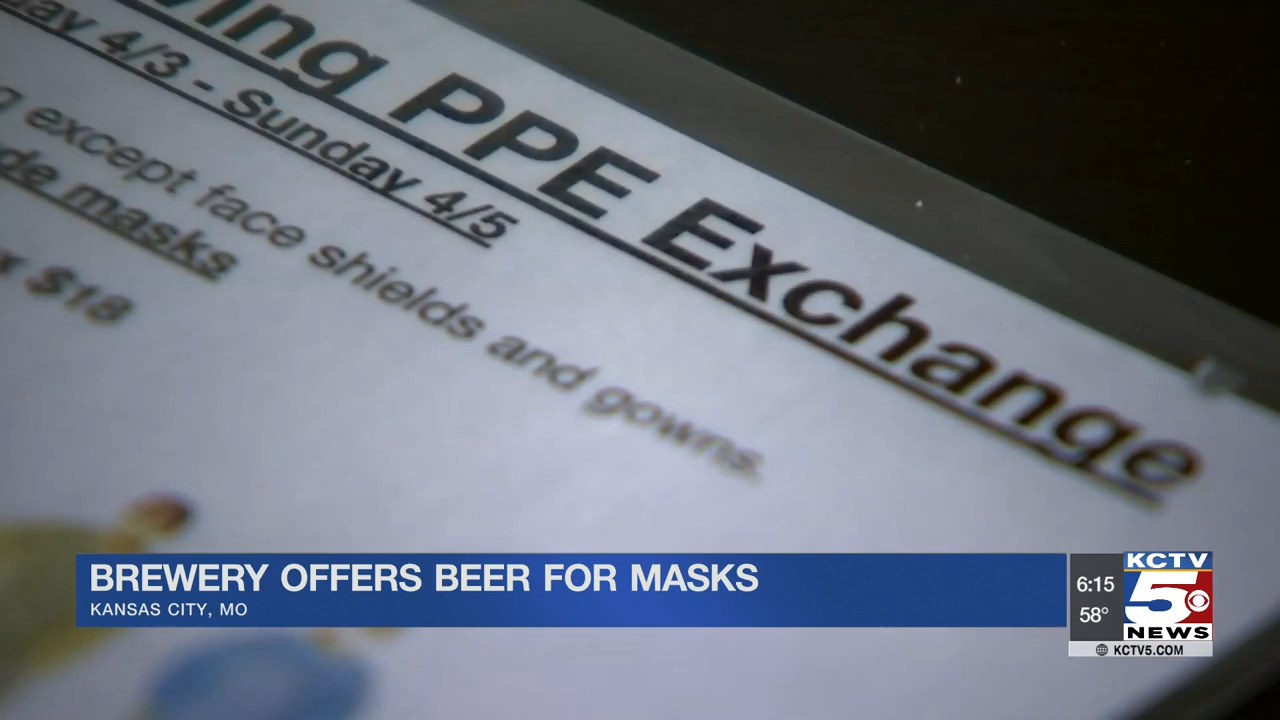 PPE Exchange
4/3 - Sunday 4/5
except face shields and gowns.
masks
$18
BREWERY OFFERS BEER FOR MASKS
KANSAS CITY, MO
6:15
58°
KCTV
5
NEWS
KCTV5.COM